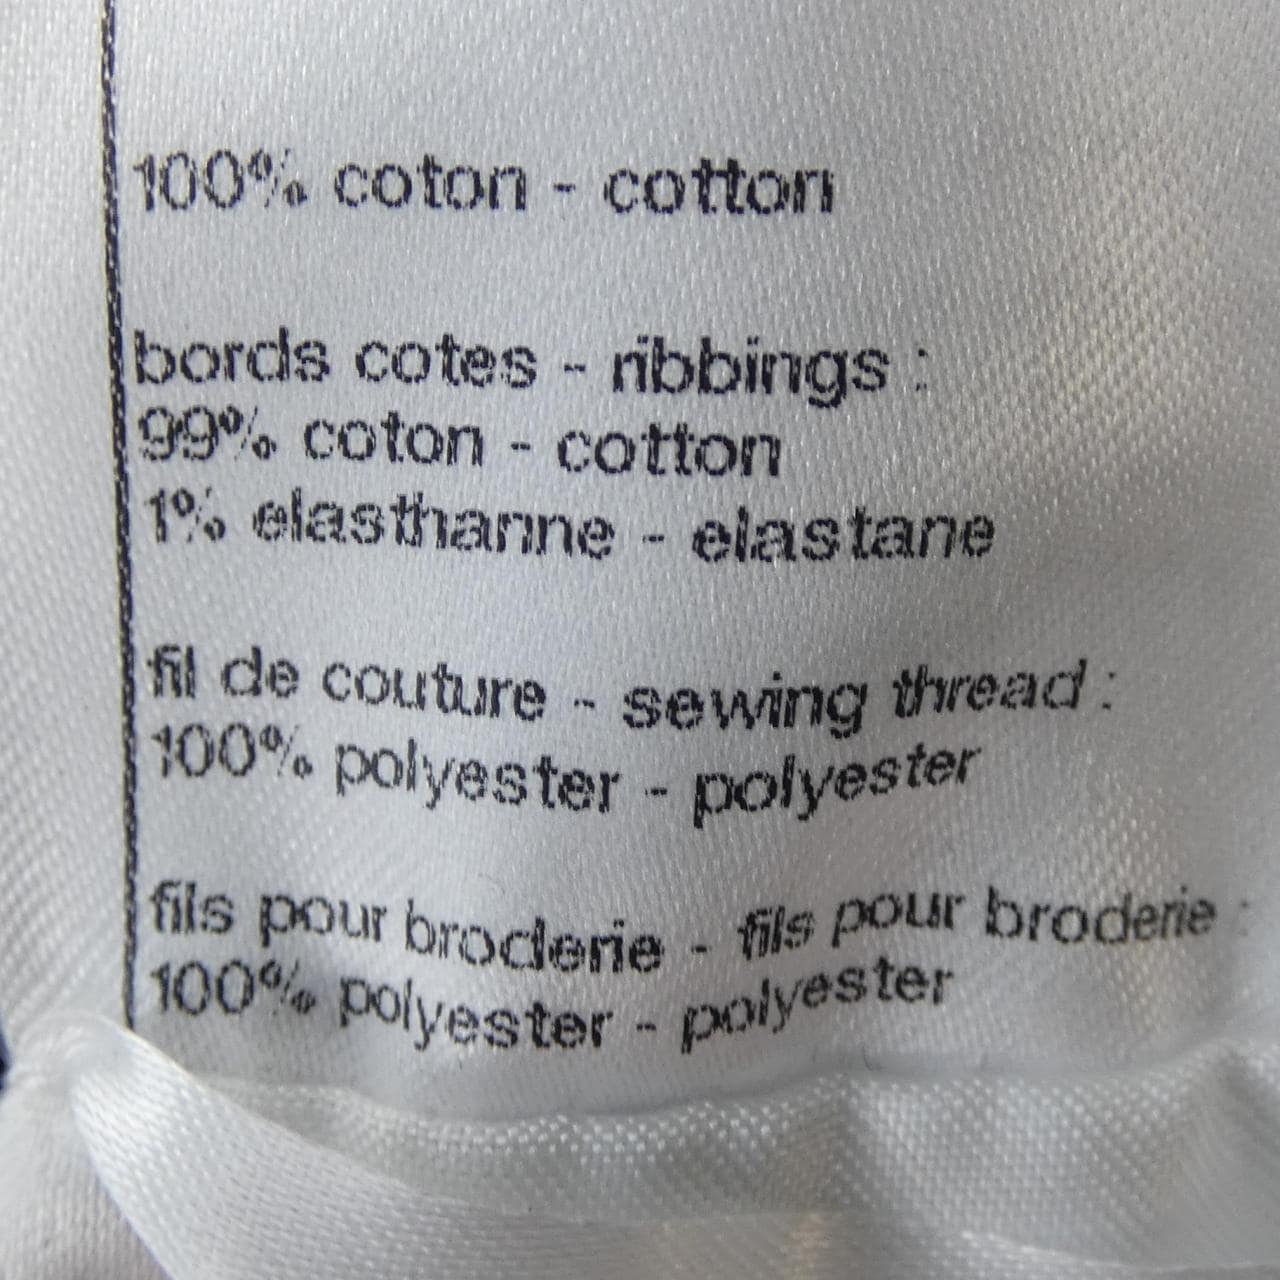 100% coton - cotton
bords cotes - ribbings :
99% coton - cotton
1% elasthanne - elastane
fil de couture - sewing thread :
100% polyester - polyester
fils pour broderie - fils pour broderie :
100% polyester - polyester